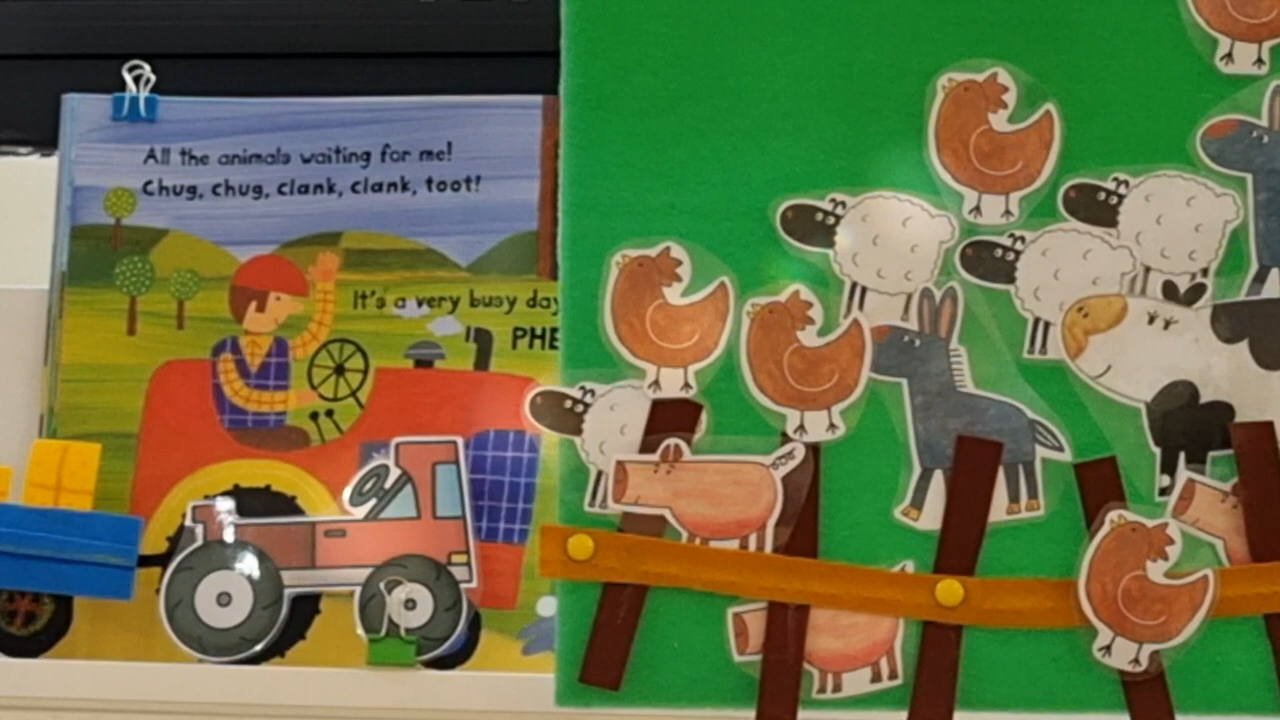 All the animals waiting for me!
Chug, chug, clank, clank, toot!
It's a very busy day